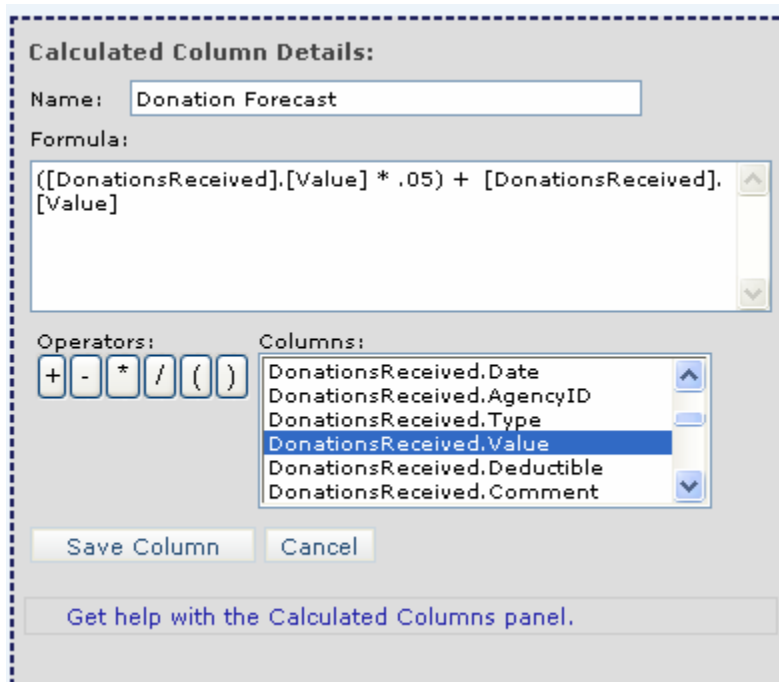 Calculated Column Details:
Name: Donation Forecast
Formula:
([DonationsReceived].[Value] * .05) + [DonationsReceived].
[Value]
Operators: Columns:
+ - * / ( )
DonationsReceived.Date
DonationsReceived.AgencyID
DonationsReceived.Type
DonationsReceived.Value
DonationsReceived.Deductible
DonationsReceived.Comment
Save Column Cancel
Get help with the Calculated Columns panel.